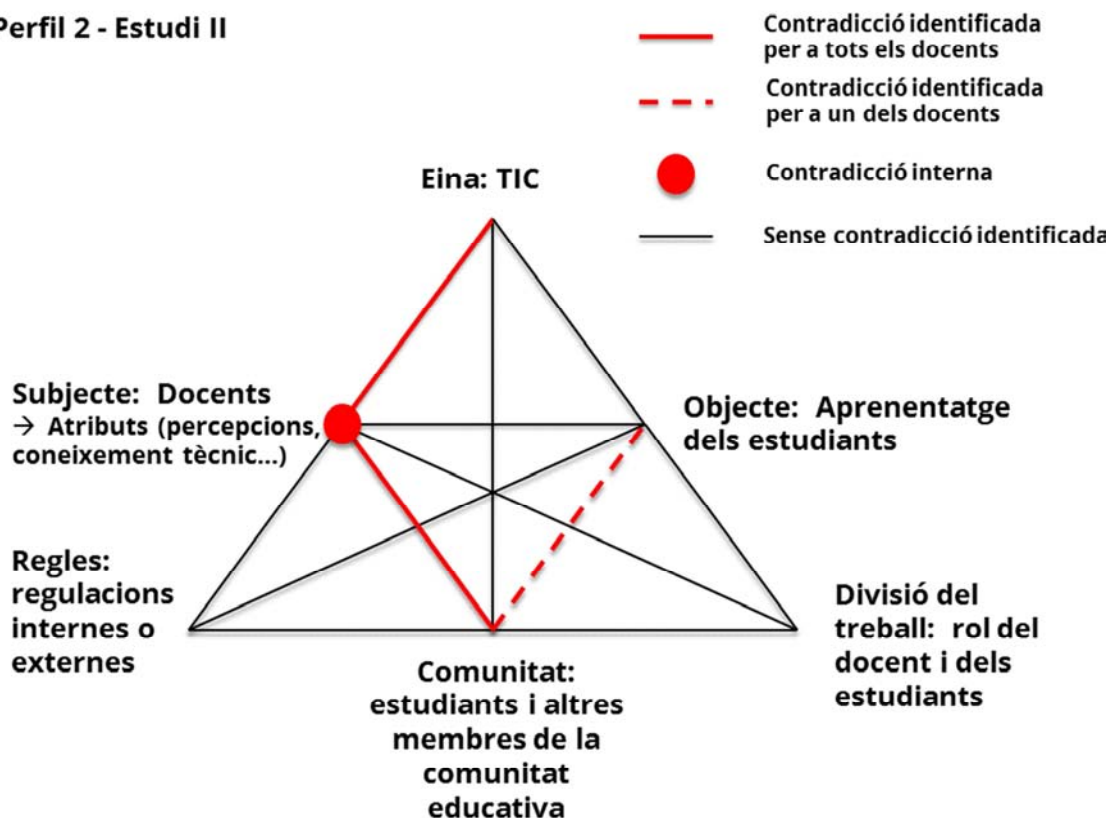 Perfil 2 - Estudi II
Contradicció identificada
per a tots els docents
Contradicció identificada
per a un dels docents
Contradicció interna
Sense contradicció identificada
Eina: TIC
Subjecte: Docents
→ Atributs (percepcions,
coneixement tècnic...)
Objecte: Aprenentatge
dels estudiants
Regles:
regulacions
internes o
externes
Comunitat:
estudiants i altres
membres de la
comunitat
educativa
Divisió del
treball: rol del
docent i dels
estudiants